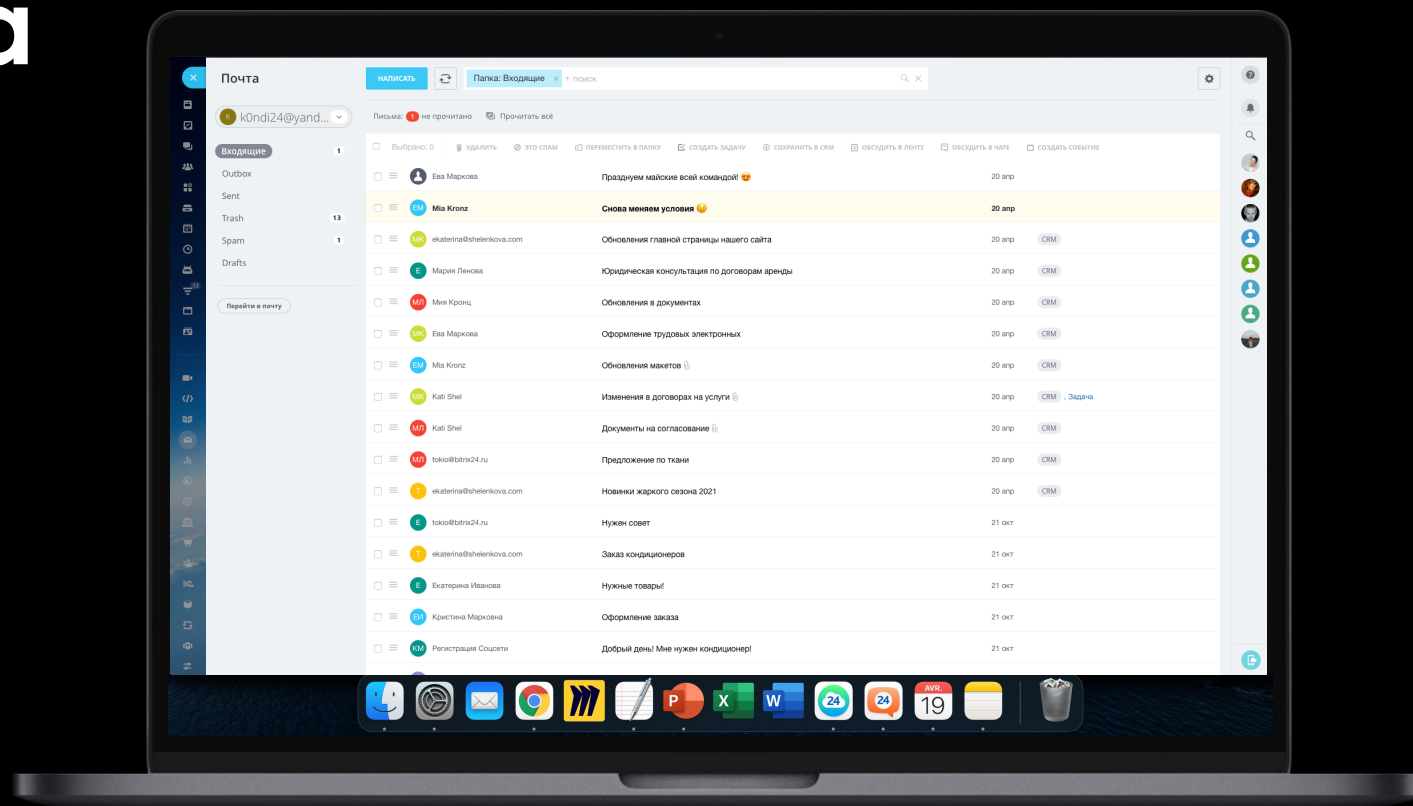 а
Почта
НАПИСАТЬ
Папка: Входящие × + поиск
K k0ndi24@yand...
Письма: 1 не прочитано Прочитать всё
Входящие 1
Outbox
Sent
Trash 13
Spam 1
Drafts
Перейти в почту
Выбрано: 0 УДАЛИТЬ ЭТО СПАМ ПЕРЕМЕСТИТЬ В ПАПКУ СОЗДАТЬ ЗАДАЧУ СОХРАНИТЬ В CRM ОБСУДИТЬ В ЛЕНТЕ ОБСУДИТЬ В ЧАТЕ СОЗДАТЬ СОБЫТИЕ
Ева Маркова Празднуем майские всей командой! 😍 20 апр
ЕМ Mia Kronz Снова меняем условия 😉 20 апр
МК ekaterina@shelenkova.com Обновления главной страницы нашего сайта 20 апр CRM
Е Мария Ленова Юридическая консультация по договорам аренды 20 апр CRM
МЛ Мия Кронц Обновления в документах 20 апр CRM
МК Ева Маркова Оформление трудовых электронных 20 апр CRM
ЕМ Mia Kronz Обновления макетов 20 апр CRM
МК Kati Shel Изменения в договорах на услуги 20 апр CRM , Задача
МЛ Kati Shel Документы на согласование 20 апр CRM
МЛ tokio@bitrix24.ru Предложение по ткани 20 апр CRM
Т ekaterina@shelenkova.com Новинки жаркого сезона 2021 20 апр CRM
Е tokio@bitrix24.ru Нужен совет 21 окт
Т ekaterina@shelenkova.com Заказ кондиционеров 21 окт
Е Екатерина Иванова Нужные товары! 21 окт
ЕИ Кристина Марковна Оформление заказа 21 окт
КМ Регистрация Соцсети Добрый день! Мне нужен кондиционер! 21 окт
P X W 24 24 AVR. 19